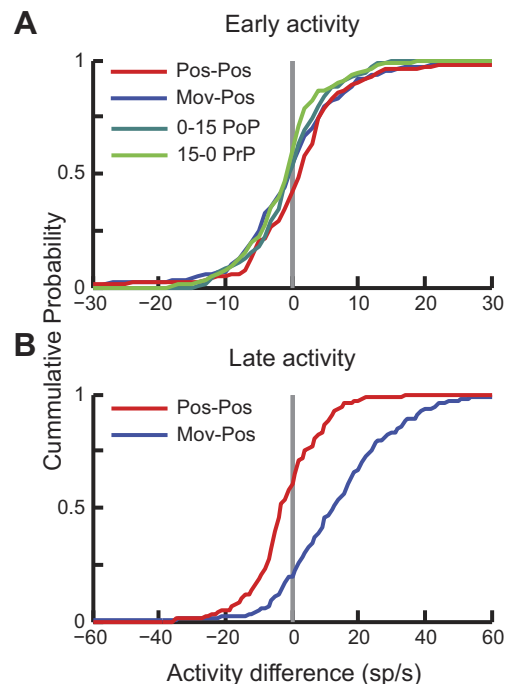 A
Early activity
1
Pos-Pos
Mov-Pos
0-15 PoP
15-0 PrP
0.5
0
−30 −20 −10 0 10 20 30
Cummulative Probability
B
Late activity
1
Pos-Pos
Mov-Pos
0.5
0
−60 −40 −20 0 20 40 60
Activity difference (sp/s)